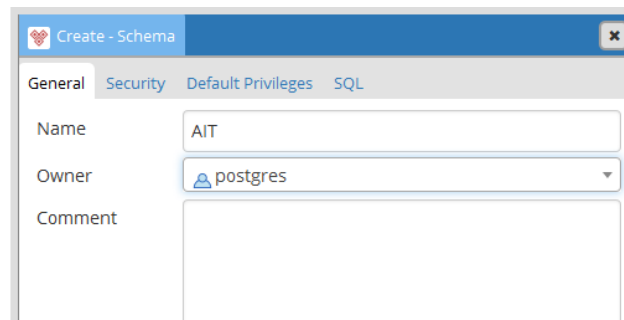 Create - Schema
General Security Default Privileges SQL
Name AIT
Owner postgres
Comment